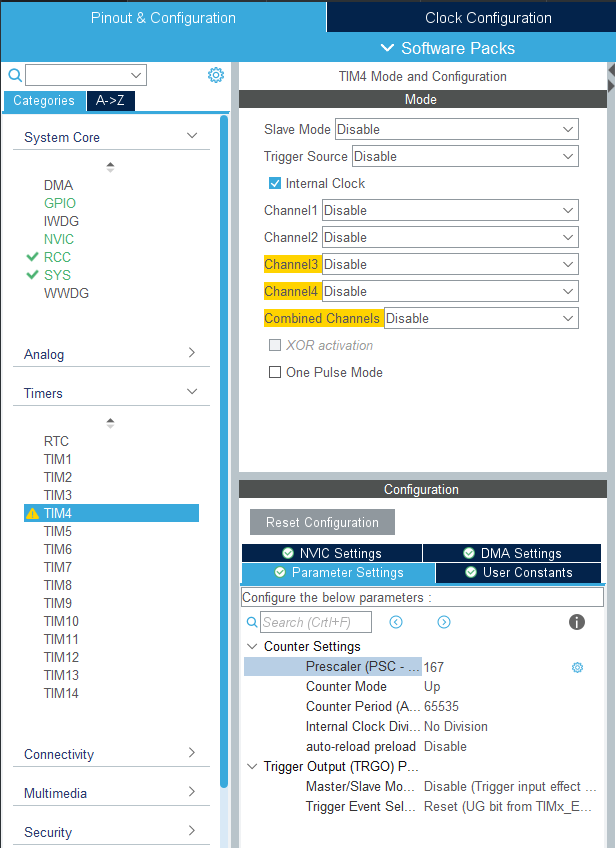 Pinout & Configuration
Clock Configuration
Software Packs
Categories
A->Z
System Core
DMA
GPIO
IWDG
NVIC
RCC
SYS
WWDG
Analog
Timers
RTC
TIM1
TIM2
TIM3
TIM4
TIM5
TIM6
TIM7
TIM8
TIM9
TIM10
TIM11
TIM12
TIM13
TIM14
Connectivity
Multimedia
Security
TIM4 Mode and Configuration
Mode
Slave Mode Disable
Trigger Source Disable
Internal Clock
Channel1 Disable
Channel2 Disable
Channel3 Disable
Channel4 Disable
Combined Channels Disable
XOR activation
One Pulse Mode
Configuration
Reset Configuration
NVIC Settings
DMA Settings
Parameter Settings
User Constants
Configure the below parameters :
Search (CrtI+F)
Counter Settings
Prescaler (PSC - ... 167
Counter Mode Up
Counter Period (A... 65535
Internal Clock Divi... No Division
auto-reload preload Disable
Trigger Output (TRGO) P...
Master/Slave Mo... Disable (Trigger input effect ...
Trigger Event Sel... Reset (UG bit from TIMx_E...